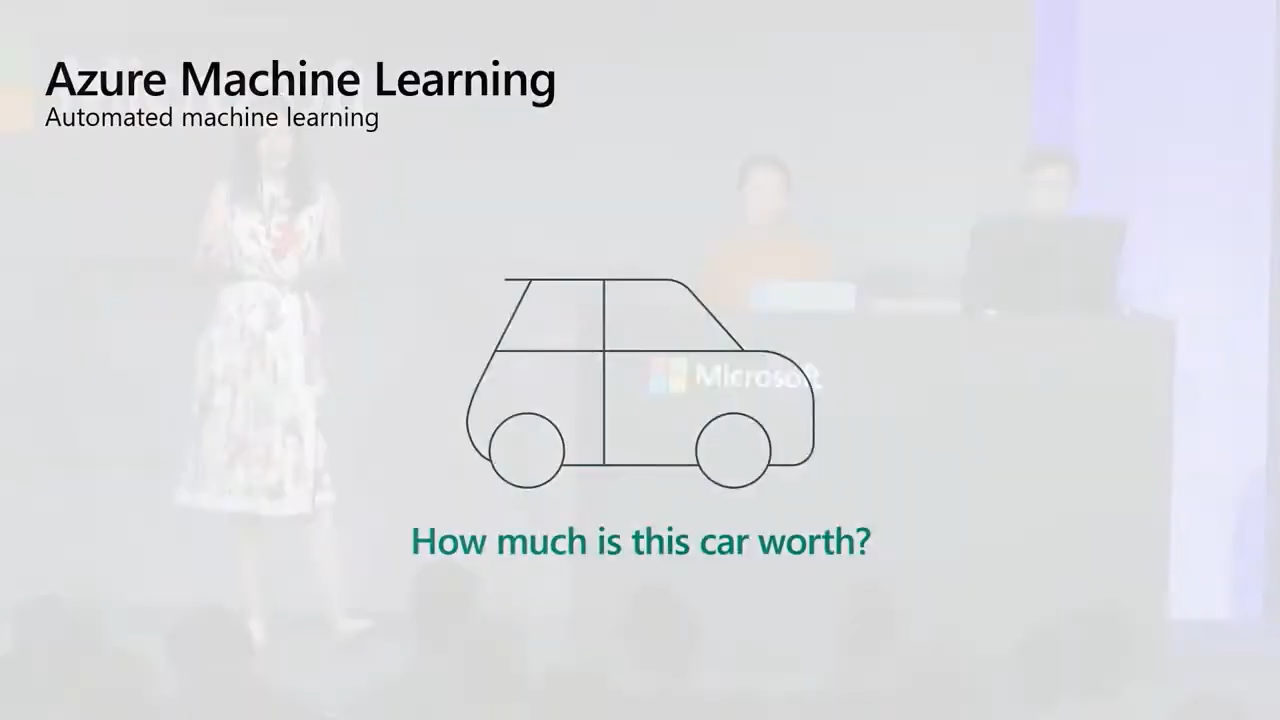 Azure Machine Learning
Automated machine learning
Microsoft
How much is this car worth?